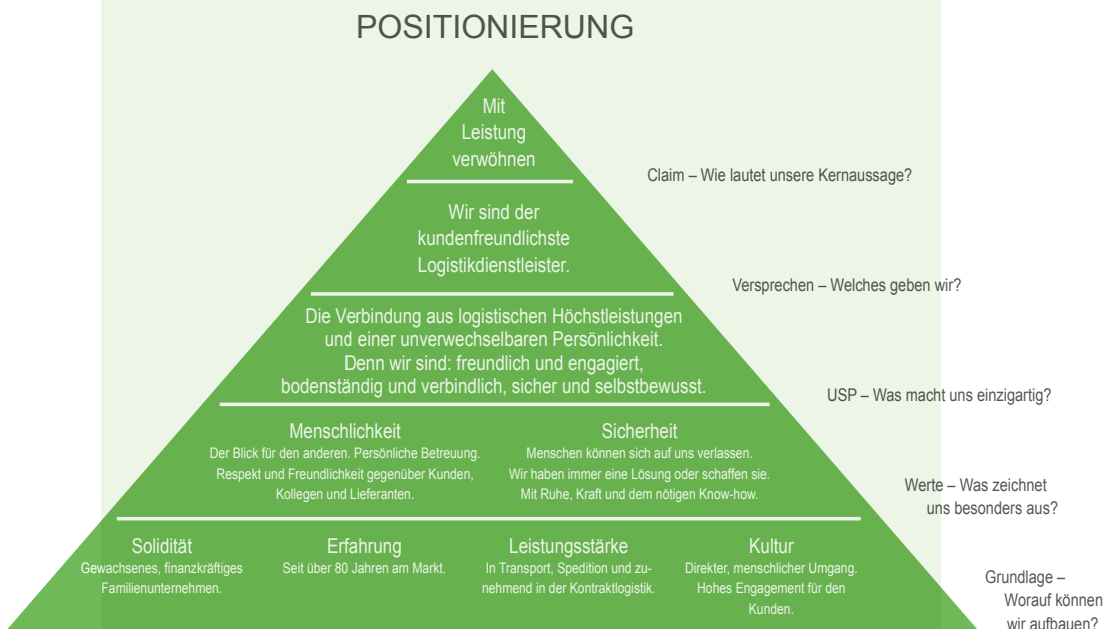 POSITIONIERUNG
Mit
Leistung
verwöhnen
Claim – Wie lautet unsere Kernaussage?
Wir sind der
kundenfreundlichste
Logistikdienstleister.
Versprechen – Welches geben wir?
Die Verbindung aus logistischen Höchstleistungen
und einer unverwechselbaren Persönlichkeit.
Denn wir sind: freundlich und engagiert,
bodenständig und verbindlich, sicher und selbstbewusst.
USP – Was macht uns einzigartig?
Menschlichkeit
Der Blick für den anderen. Persönliche Betreuung.
Respekt und Freundlichkeit gegenüber Kunden,
Kollegen und Lieferanten.
Sicherheit
Menschen können sich auf uns verlassen.
Wir haben immer eine Lösung oder schaffen sie.
Mit Ruhe, Kraft und dem nötigen Know-how.
Werte – Was zeichnet
uns besonders aus?
Solidität
Gewachsenes, finanzkräftiges
Familienunternehmen.
Erfahrung
Seit über 80 Jahren am Markt.
Leistungsstärke
In Transport, Spedition und zu-
nehmend in der Kontraktlogistik.
Kultur
Direkter, menschlicher Umgang.
Hohes Engagement für den
Kunden.
Grundlage –
Worauf können
wir aufbauen?